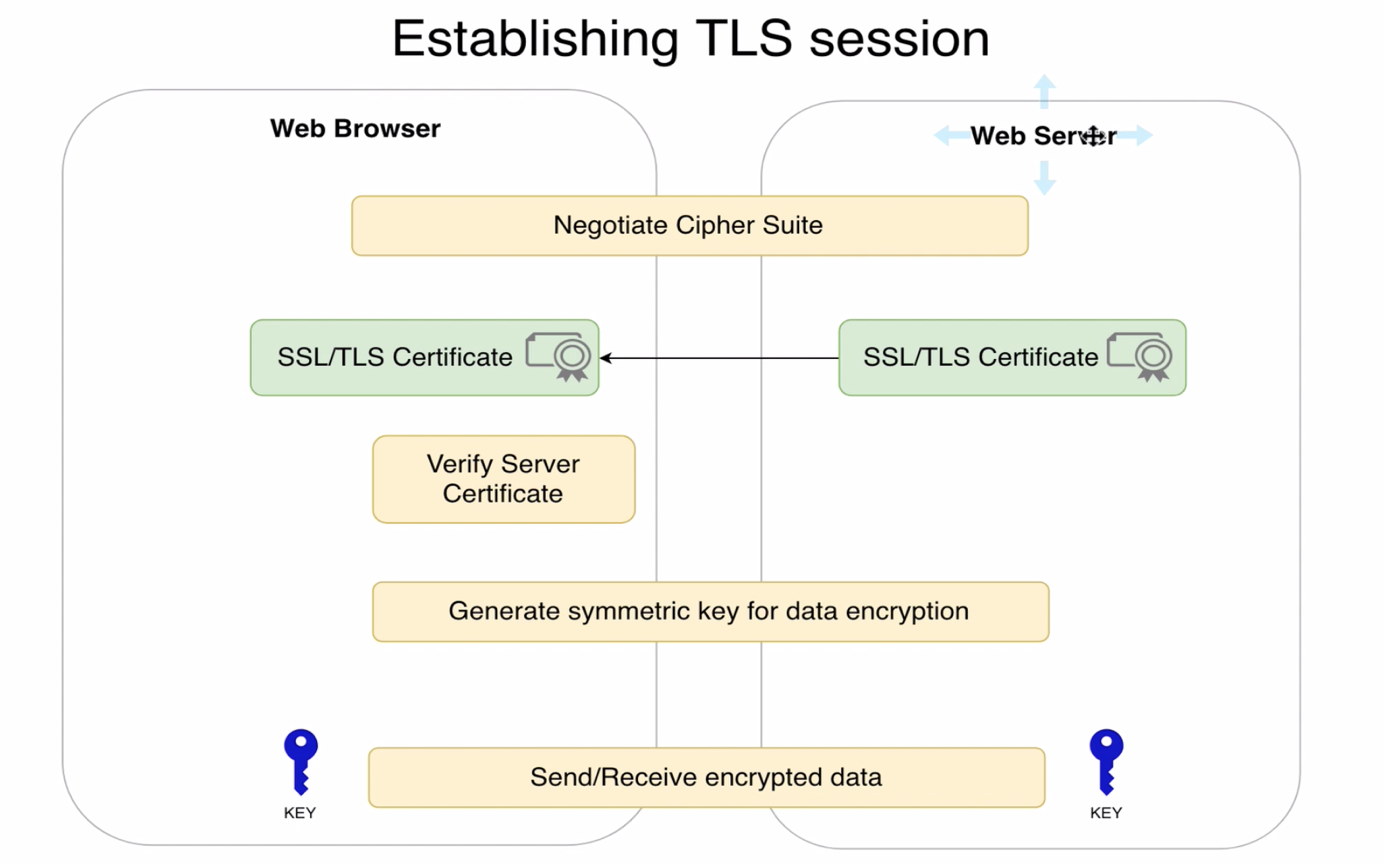 Establishing TLS session
Web Browser
Web Server
Negotiate Cipher Suite
SSL/TLS Certificate
SSL/TLS Certificate
Verify Server
Certificate
Generate symmetric key for data encryption
Send/Receive encrypted data
KEY
KEY